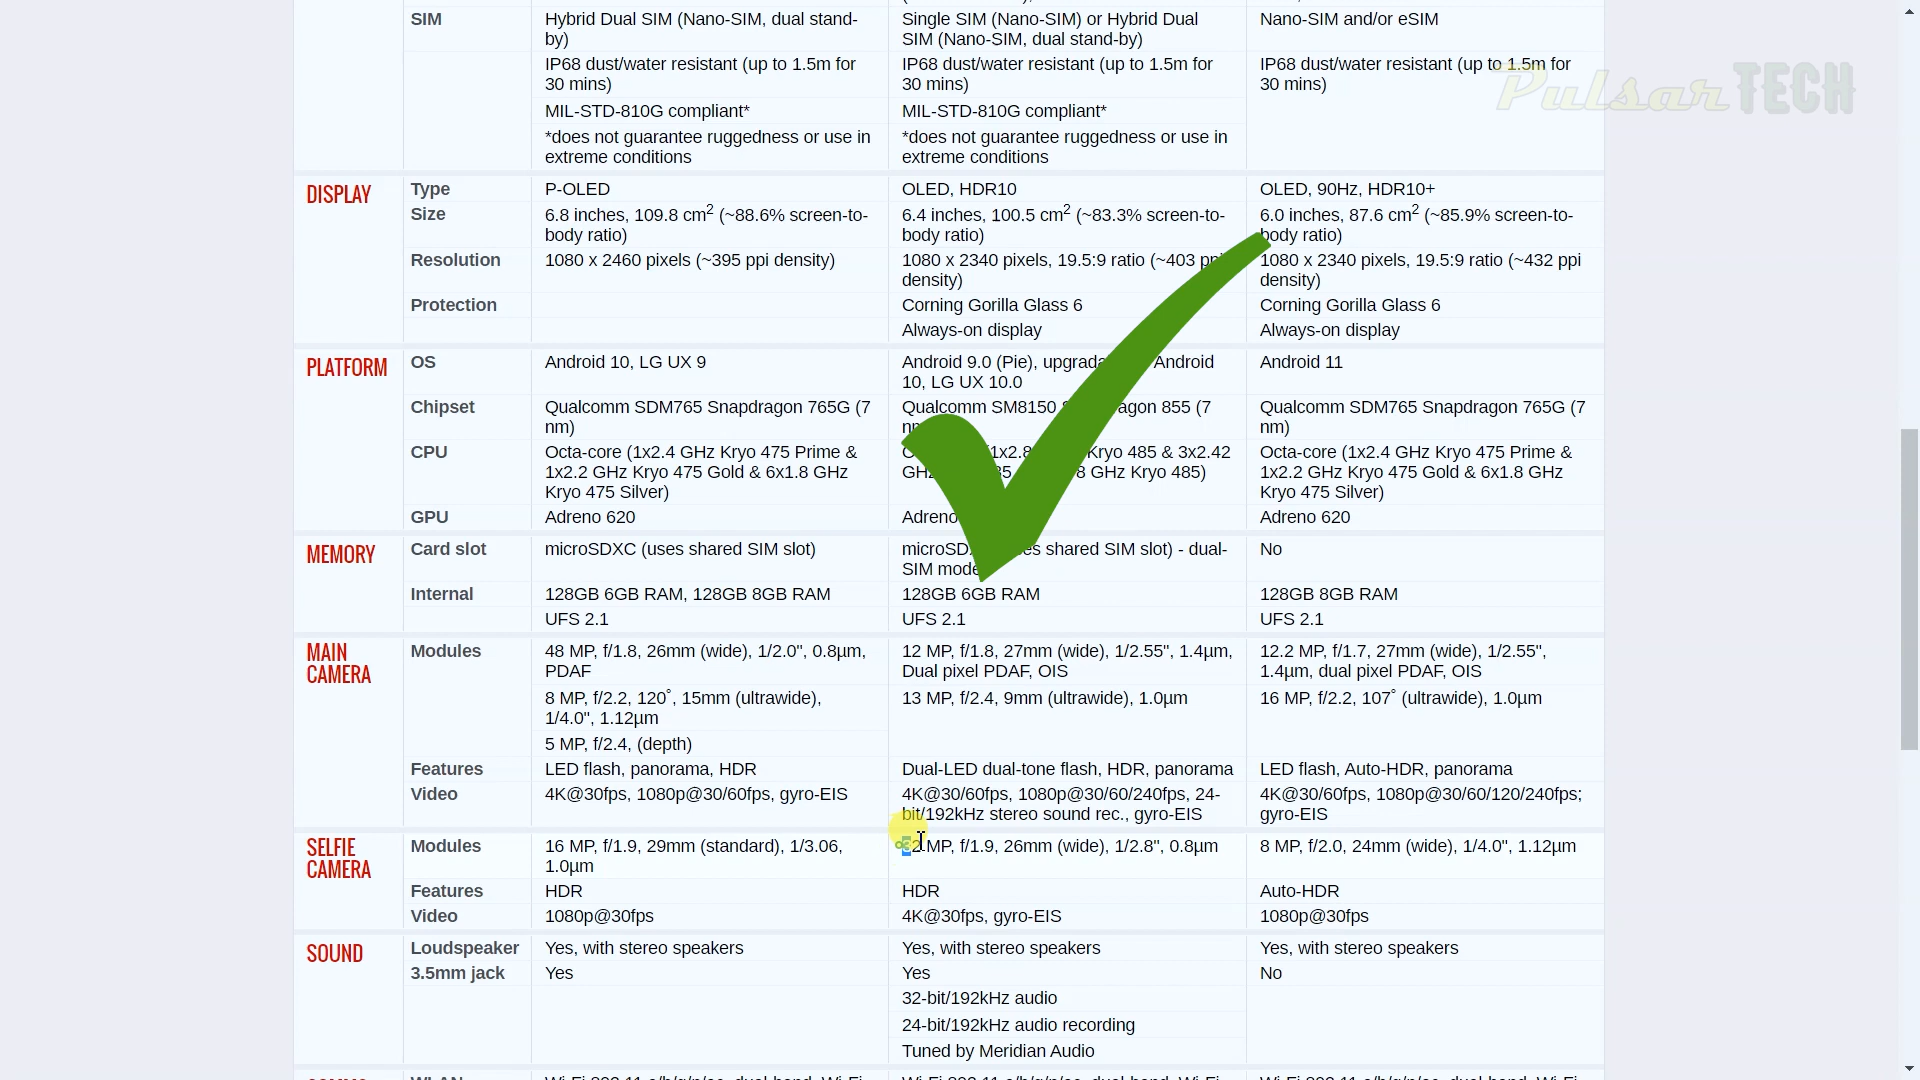 SIM
Hybrid Dual SIM (Nano-SIM, dual stand-
by)
Single SIM (Nano-SIM) or Hybrid Dual
SIM (Nano-SIM, dual stand-by)
Nano-SIM and/or eSIM
IP68 dust/water resistant (up to 1.5m for
30 mins)
IP68 dust/water resistant (up to 1.5m for
30 mins)
IP68 dust/water resistant (up to 1.5m for
30 mins)
PulsarTECH
MIL-STD-810G compliant*
MIL-STD-810G compliant*
*does not guarantee ruggedness or use in
extreme conditions
*does not guarantee ruggedness or use in
extreme conditions
DISPLAY
Type
P-OLED
OLED, HDR10
OLED, 90Hz, HDR10+
Size
6.8 inches, 109.8 cm2 (~88.6% screen-to-
body ratio)
6.4 inches, 100.5 cm2 (~83.3% screen-to-
body ratio)
6.0 inches, 87.6 cm2 (~85.9% screen-to-
body ratio)
Resolution
1080 x 2460 pixels (~395 ppi density)
1080 x 2340 pixels, 19.5:9 ratio (~403 ppi
density)
1080 x 2340 pixels, 19.5:9 ratio (~432 ppi
density)
Protection
Corning Gorilla Glass 6
Corning Gorilla Glass 6
Always-on display
Always-on display
PLATFORM
OS
Android 10, LG UX 9
Android 9.0 (Pie), Android
10, LG UX 10.0
Android 11
Chipset
Qualcomm SDM765 Snapdragon 765G (7
nm)
Qualcomm SM8150 855 (7
Qualcomm SDM765 Snapdragon 765G (7
nm)
CPU
Octa-core (1x2.4 GHz Kryo 475 Prime &
1x2.2 GHz Kryo 475 Gold & 6x1.8 GHz
Kryo 475 Silver)
Kryo 485 & 3x2.42
GHz Kryo 485)
Octa-core (1x2.4 GHz Kryo 475 Prime &
1x2.2 GHz Kryo 475 Gold & 6x1.8 GHz
Kryo 475 Silver)
GPU
Adreno 620
Adreno
Adreno 620
MEMORY
Card slot
microSDXC (uses shared SIM slot)
shared SIM slot) - dual-
SIM
No
Internal
128GB 6GB RAM, 128GB 8GB RAM
128GB 6GB RAM
128GB 8GB RAM
UFS 2.1
UFS 2.1
UFS 2.1
MAIN
CAMERA
Modules
48 MP, f/1.8, 26mm (wide), 1/2.0", 0.8µm,
PDAF
12 MP, f/1.8, 27mm (wide), 1/2.55", 1.4µm,
Dual pixel PDAF, OIS
12.2 MP, f/1.7, 27mm (wide), 1/2.55",
1.4µm, dual pixel PDAF, OIS
8 MP, f/2.2, 120˚, 15mm (ultrawide),
1/4.0", 1.12µm
13 MP, f/2.4, 9mm (ultrawide), 1.0µm
16 MP, f/2.2, 107˚ (ultrawide), 1.0µm
5 MP, f/2.4, (depth)
Features
LED flash, panorama, HDR
Dual-LED dual-tone flash, HDR, panorama
LED flash, Auto-HDR, panorama
Video
4K@30fps, 1080p@30/60fps, gyro-EIS
4K@30/60fps, 1080p@30/60/240fps, 24-
bit/192kHz stereo sound rec., gyro-EIS
4K@30/60fps, 1080p@30/60/120/240fps;
gyro-EIS
SELFIE
CAMERA
Modules
16 MP, f/1.9, 29mm (standard), 1/3.06,
1.0µm
MP, f/1.9, 26mm (wide), 1/2.8", 0.8µm
8 MP, f/2.0, 24mm (wide), 1/4.0", 1.12µm
Features
HDR
HDR
Auto-HDR
Video
1080p@30fps
4K@30fps, gyro-EIS
1080p@30fps
SOUND
Loudspeaker
Yes, with stereo speakers
Yes, with stereo speakers
Yes, with stereo speakers
3.5mm jack
Yes
Yes
No
32-bit/192kHz audio
24-bit/192kHz audio recording
Tuned by Meridian Audio